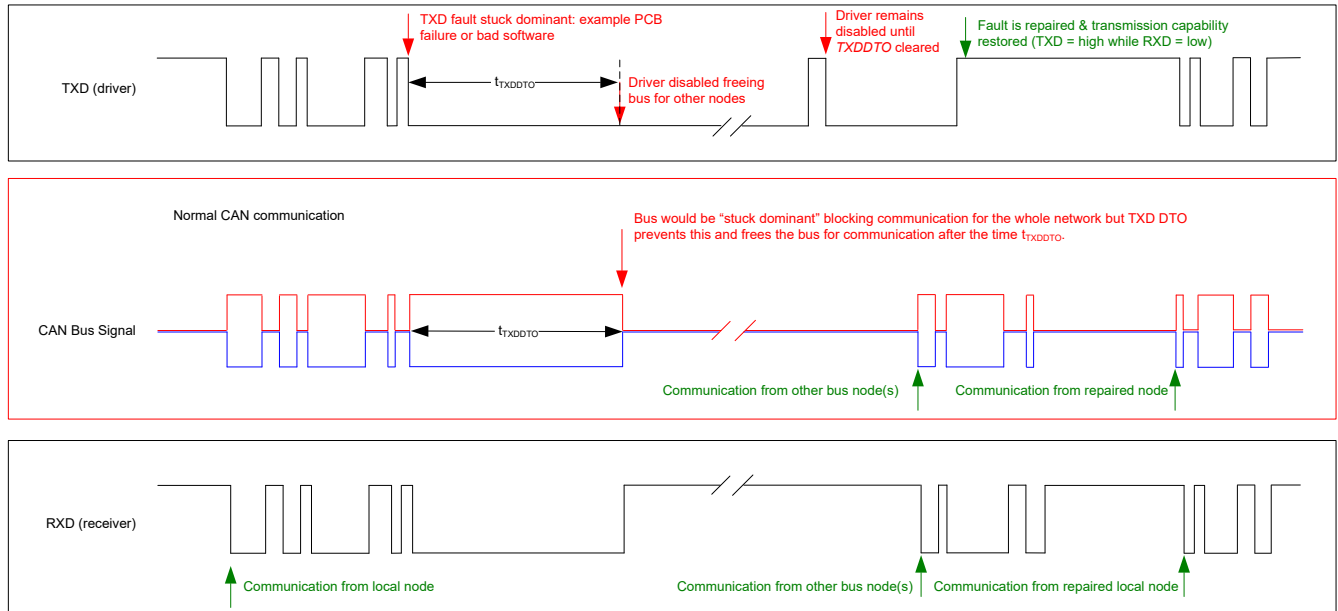 TXD fault stuck dominant: example PCB
failure or bad software
Driver remains
disabled until
TXDDTO cleared
Fault is repaired & transmission capability
restored (TXD = high while RXD = low)
TXD (driver)
tTXDDTO
Driver disabled freeing
bus for other nodes
Normal CAN communication
Bus would be “stuck dominant” blocking communication for the whole network but TXD DTO
prevents this and frees the bus for communication after the time tTXDDTO.
CAN Bus Signal
tTXDDTO
Communication from other bus node(s)
Communication from repaired node
RXD (receiver)
Communication from local node
Communication from other bus node(s)
Communication from repaired local node